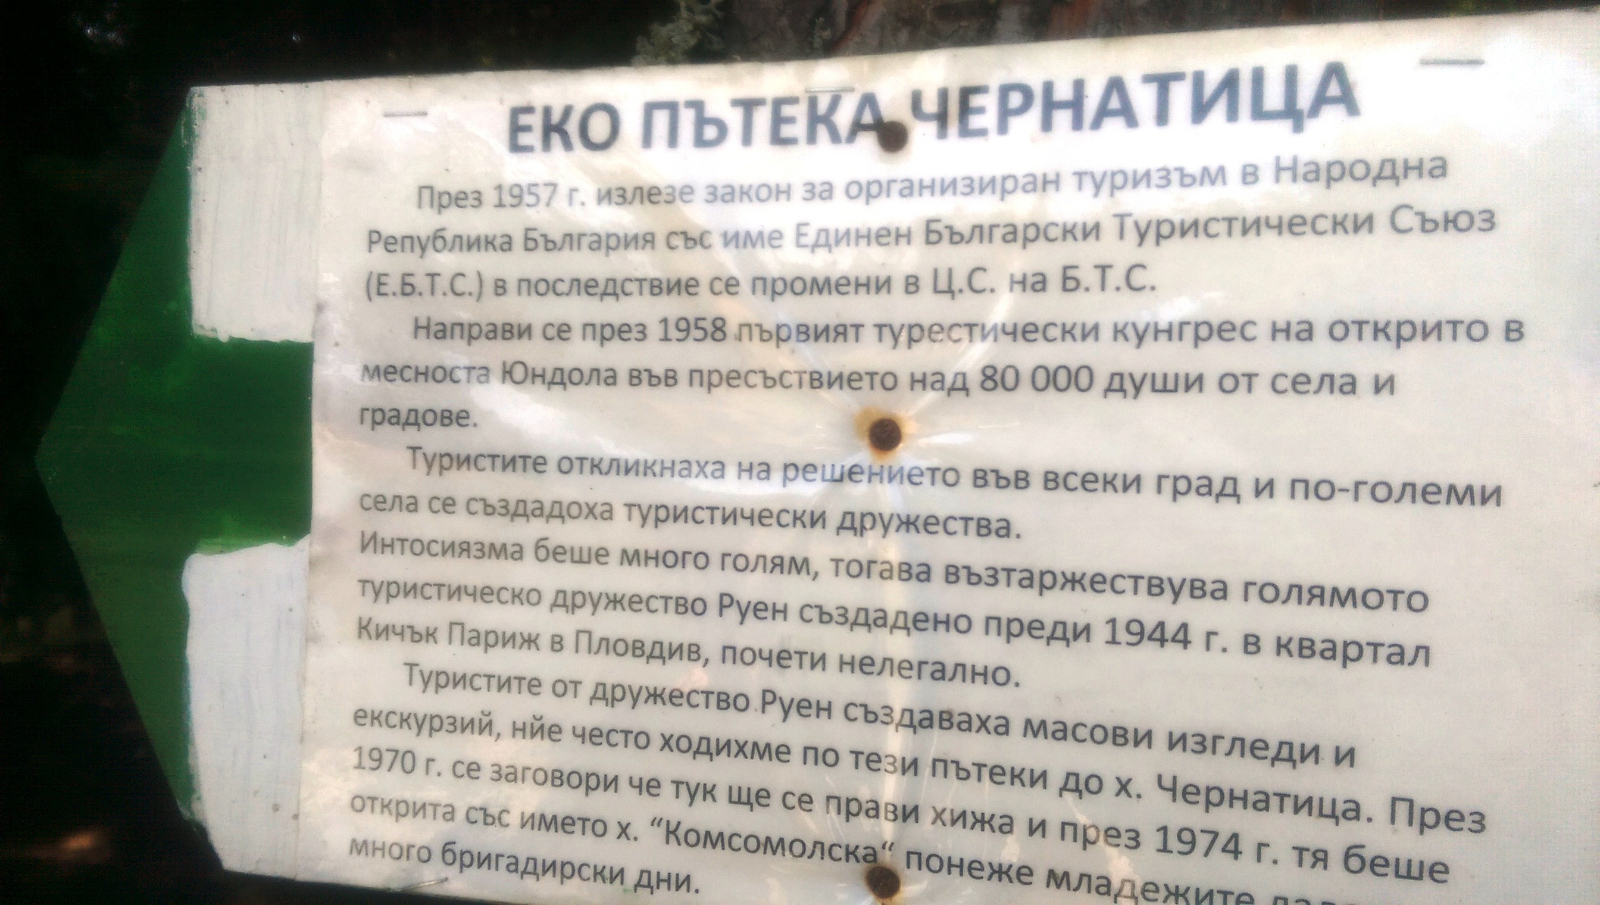 ЕКО ПЪТЕКА ЧЕРНАТИЦА
През 1957 г. излезе закон за организиран туризъм в Народна
Република България със име Единен Български Туристически Съюз
(Е.Б.Т.С.) в последствие се промени в Ц.С. на Б.Т.С.
Направи се през 1958 първият турестически кунгрес на открито в
месноста Юндола във пресъствието над 80 000 души от села и
градове.
Туристите откликнаха на решението във всеки град и по-големи
села се създадоха туристически дружества.
Интосиязма беше много голям, тогава възтаржествува голямото
туристическо дружество Руен създадено преди 1944 г. в квартал
Кичък Париж в Пловдив, почети нелегално.
Туристите от дружество Руен създаваха масови изгледи и
екскурзий, нйе често ходихме по тези пътеки до х. Чернатица. През
1970 г. се заговори че тук ще се прави хижа и през 1974 г. тя беше
открита със името х. “Комсомолска“ понеже младежите
много бригадирски дни.